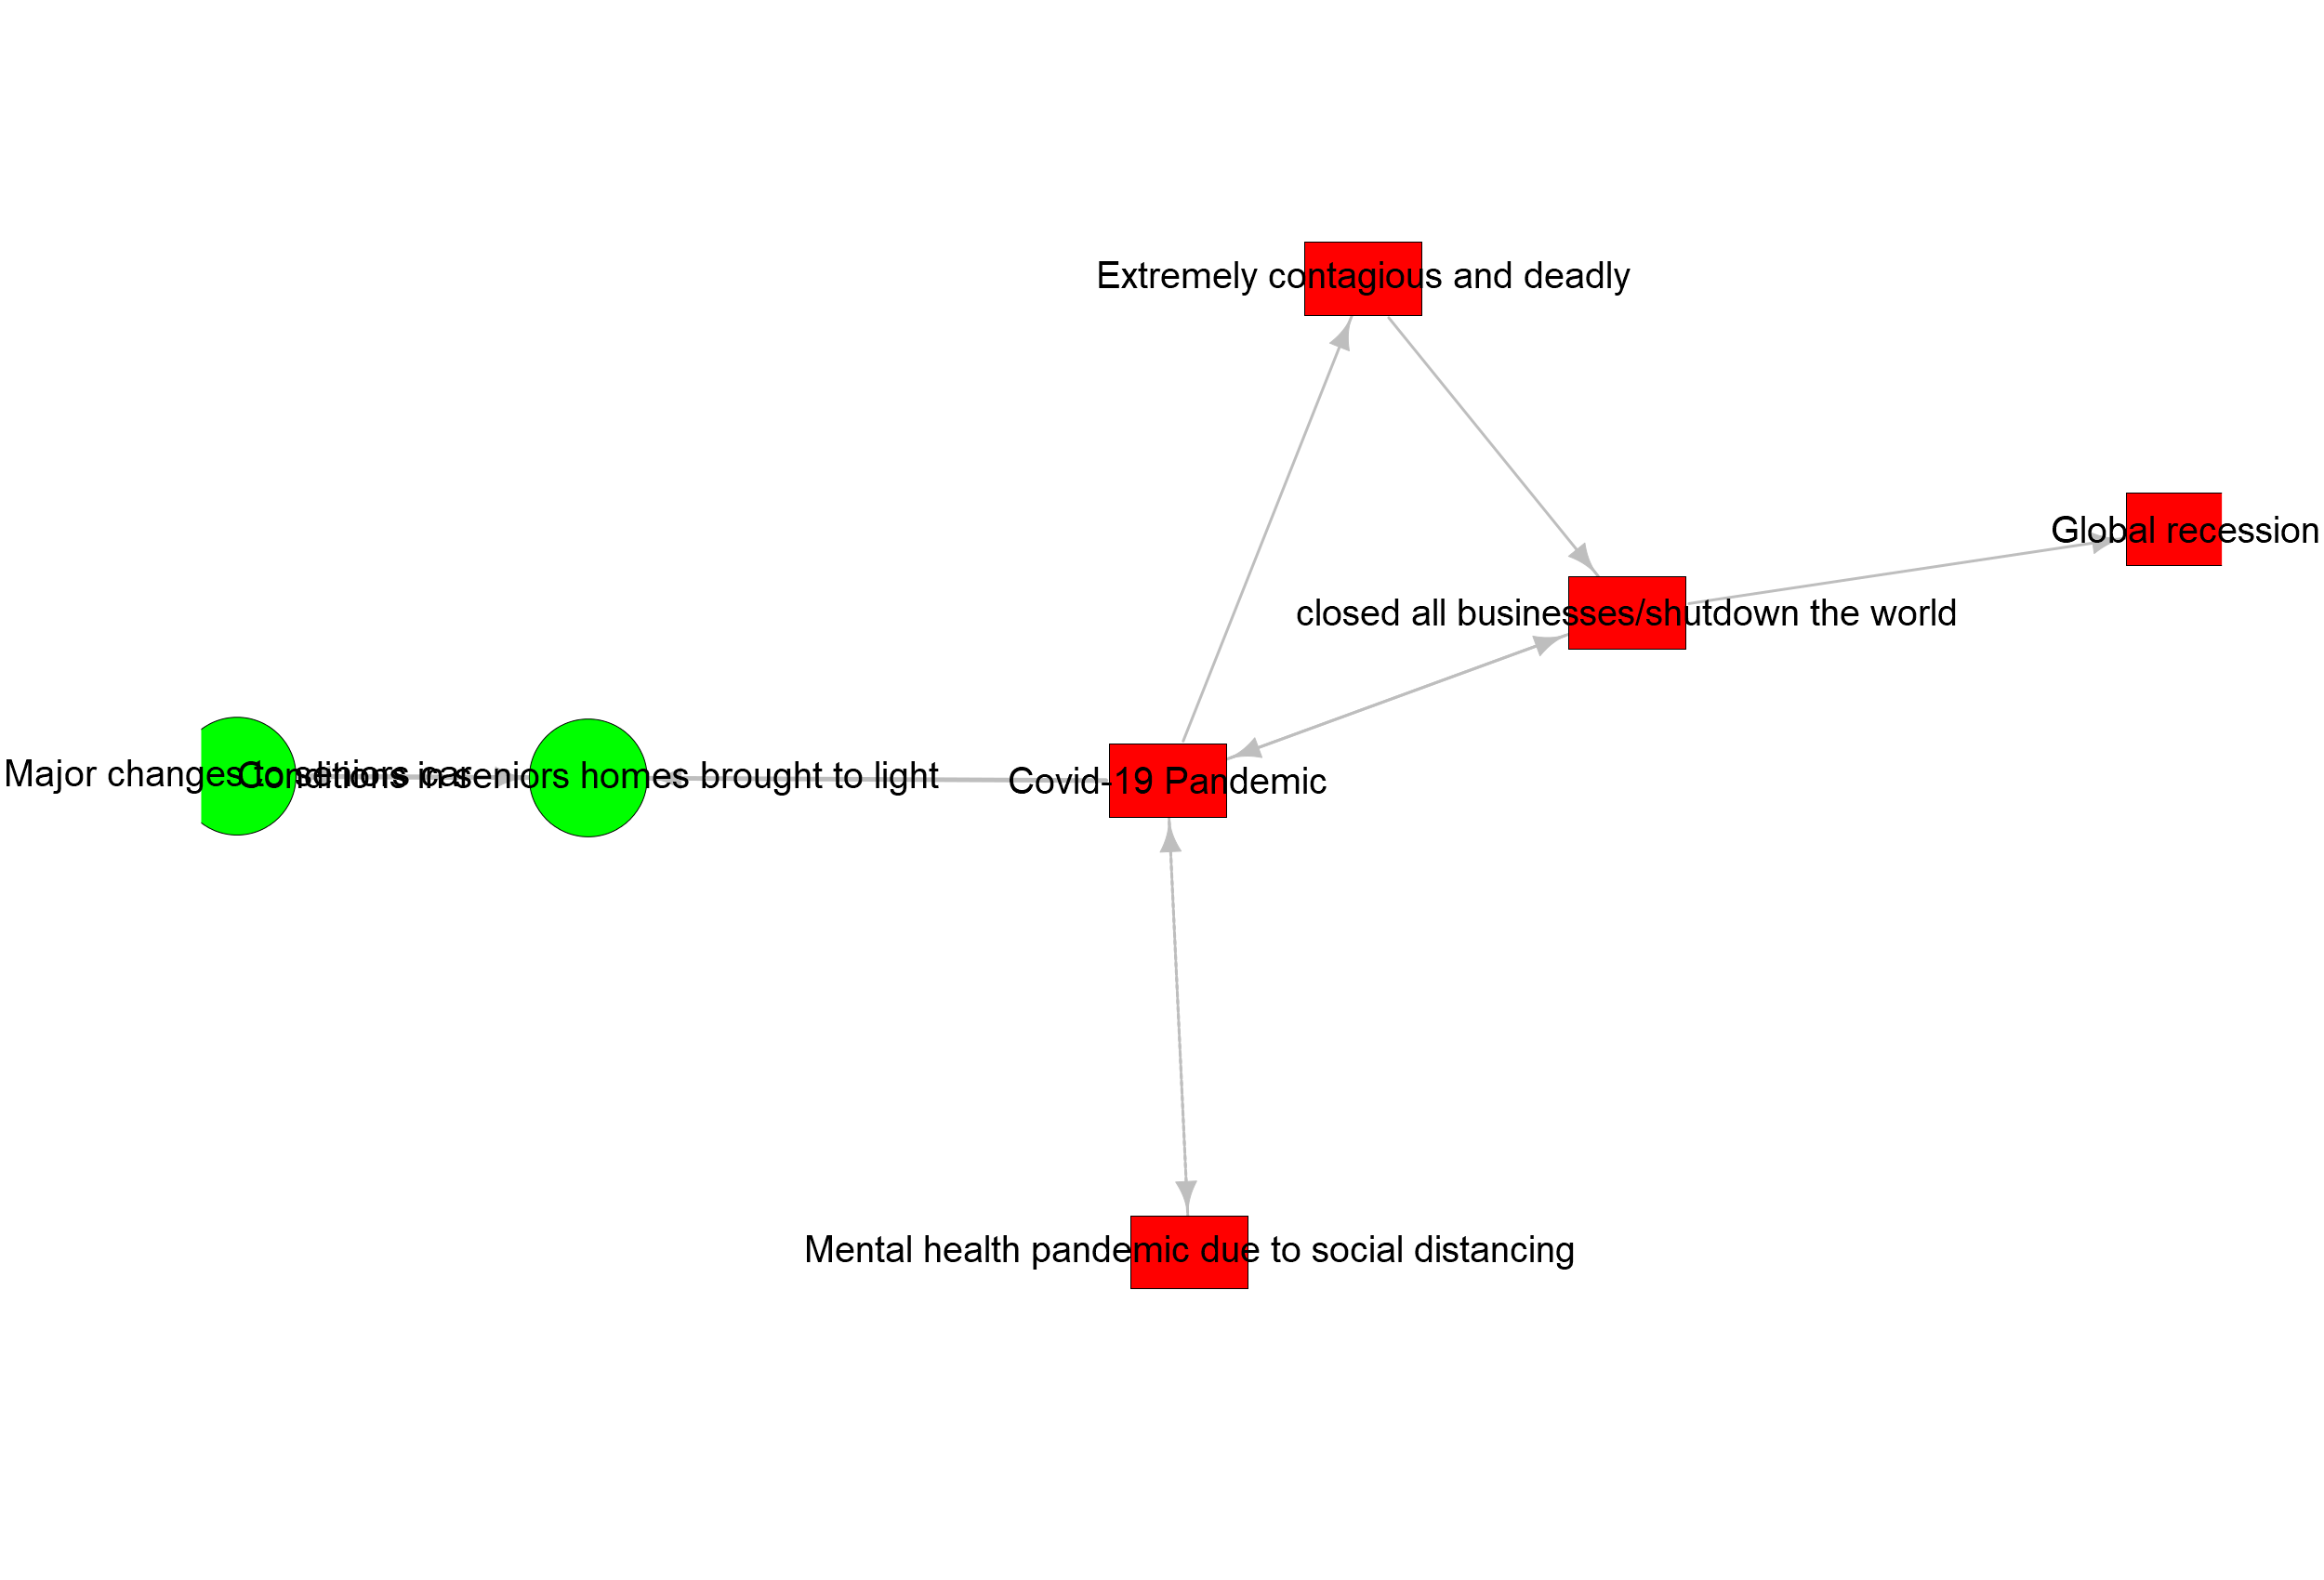 Extremely contagious and deadly
Global recession
closed all businesses/shutdown the world
Major changes to seniors car
Conditions in seniors homes brought to light
Covid-19 Pandemic
Mental health pandemic due to social distancing